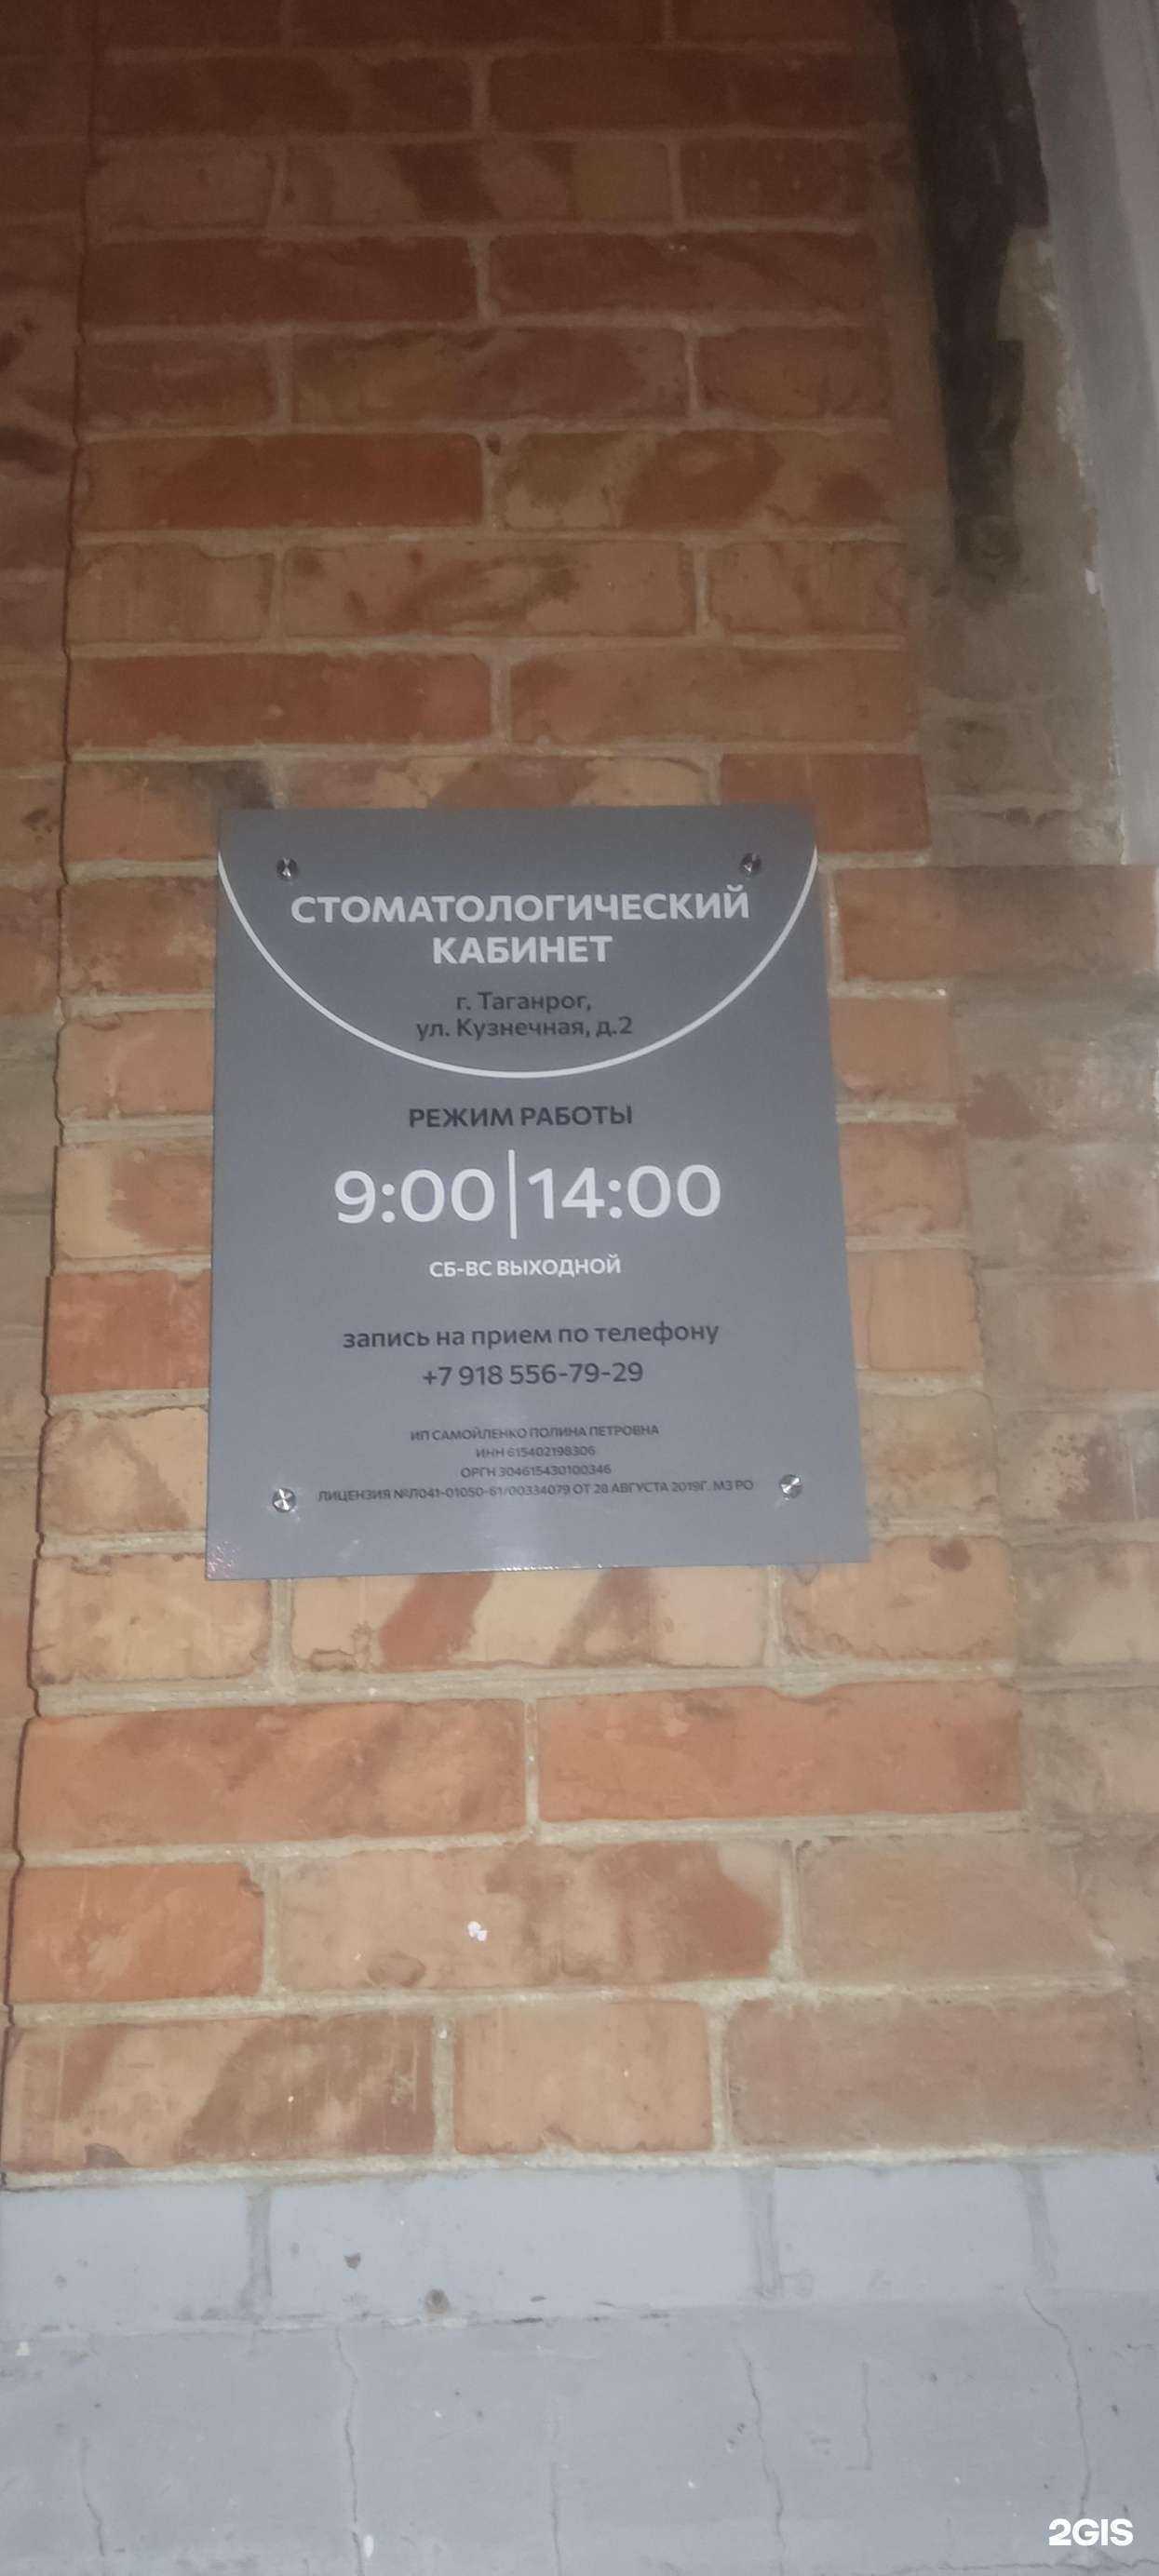 СТОМАТОЛОГИЧЕСКИЙ
КАБИНЕТ
г. Таганрог,
ул. Кузнечная, д.2
РЕЖИМ РАБОТЫ
9:00|14:00
СБ-ВС ВЫХОДНОЙ
запись на прием по телефону
+7 918 556-79-29
ИП САМОЙЛЕНКО ПОЛИНА ПЕТРОВНА
ИНН 615402198306
ОРГН 304615430100346
ЛИЦЕНЗИЯ №Л041-01050-61/00334079 ОТ 28 АВГУСТА 2019Г. МЗ РО
2GIS